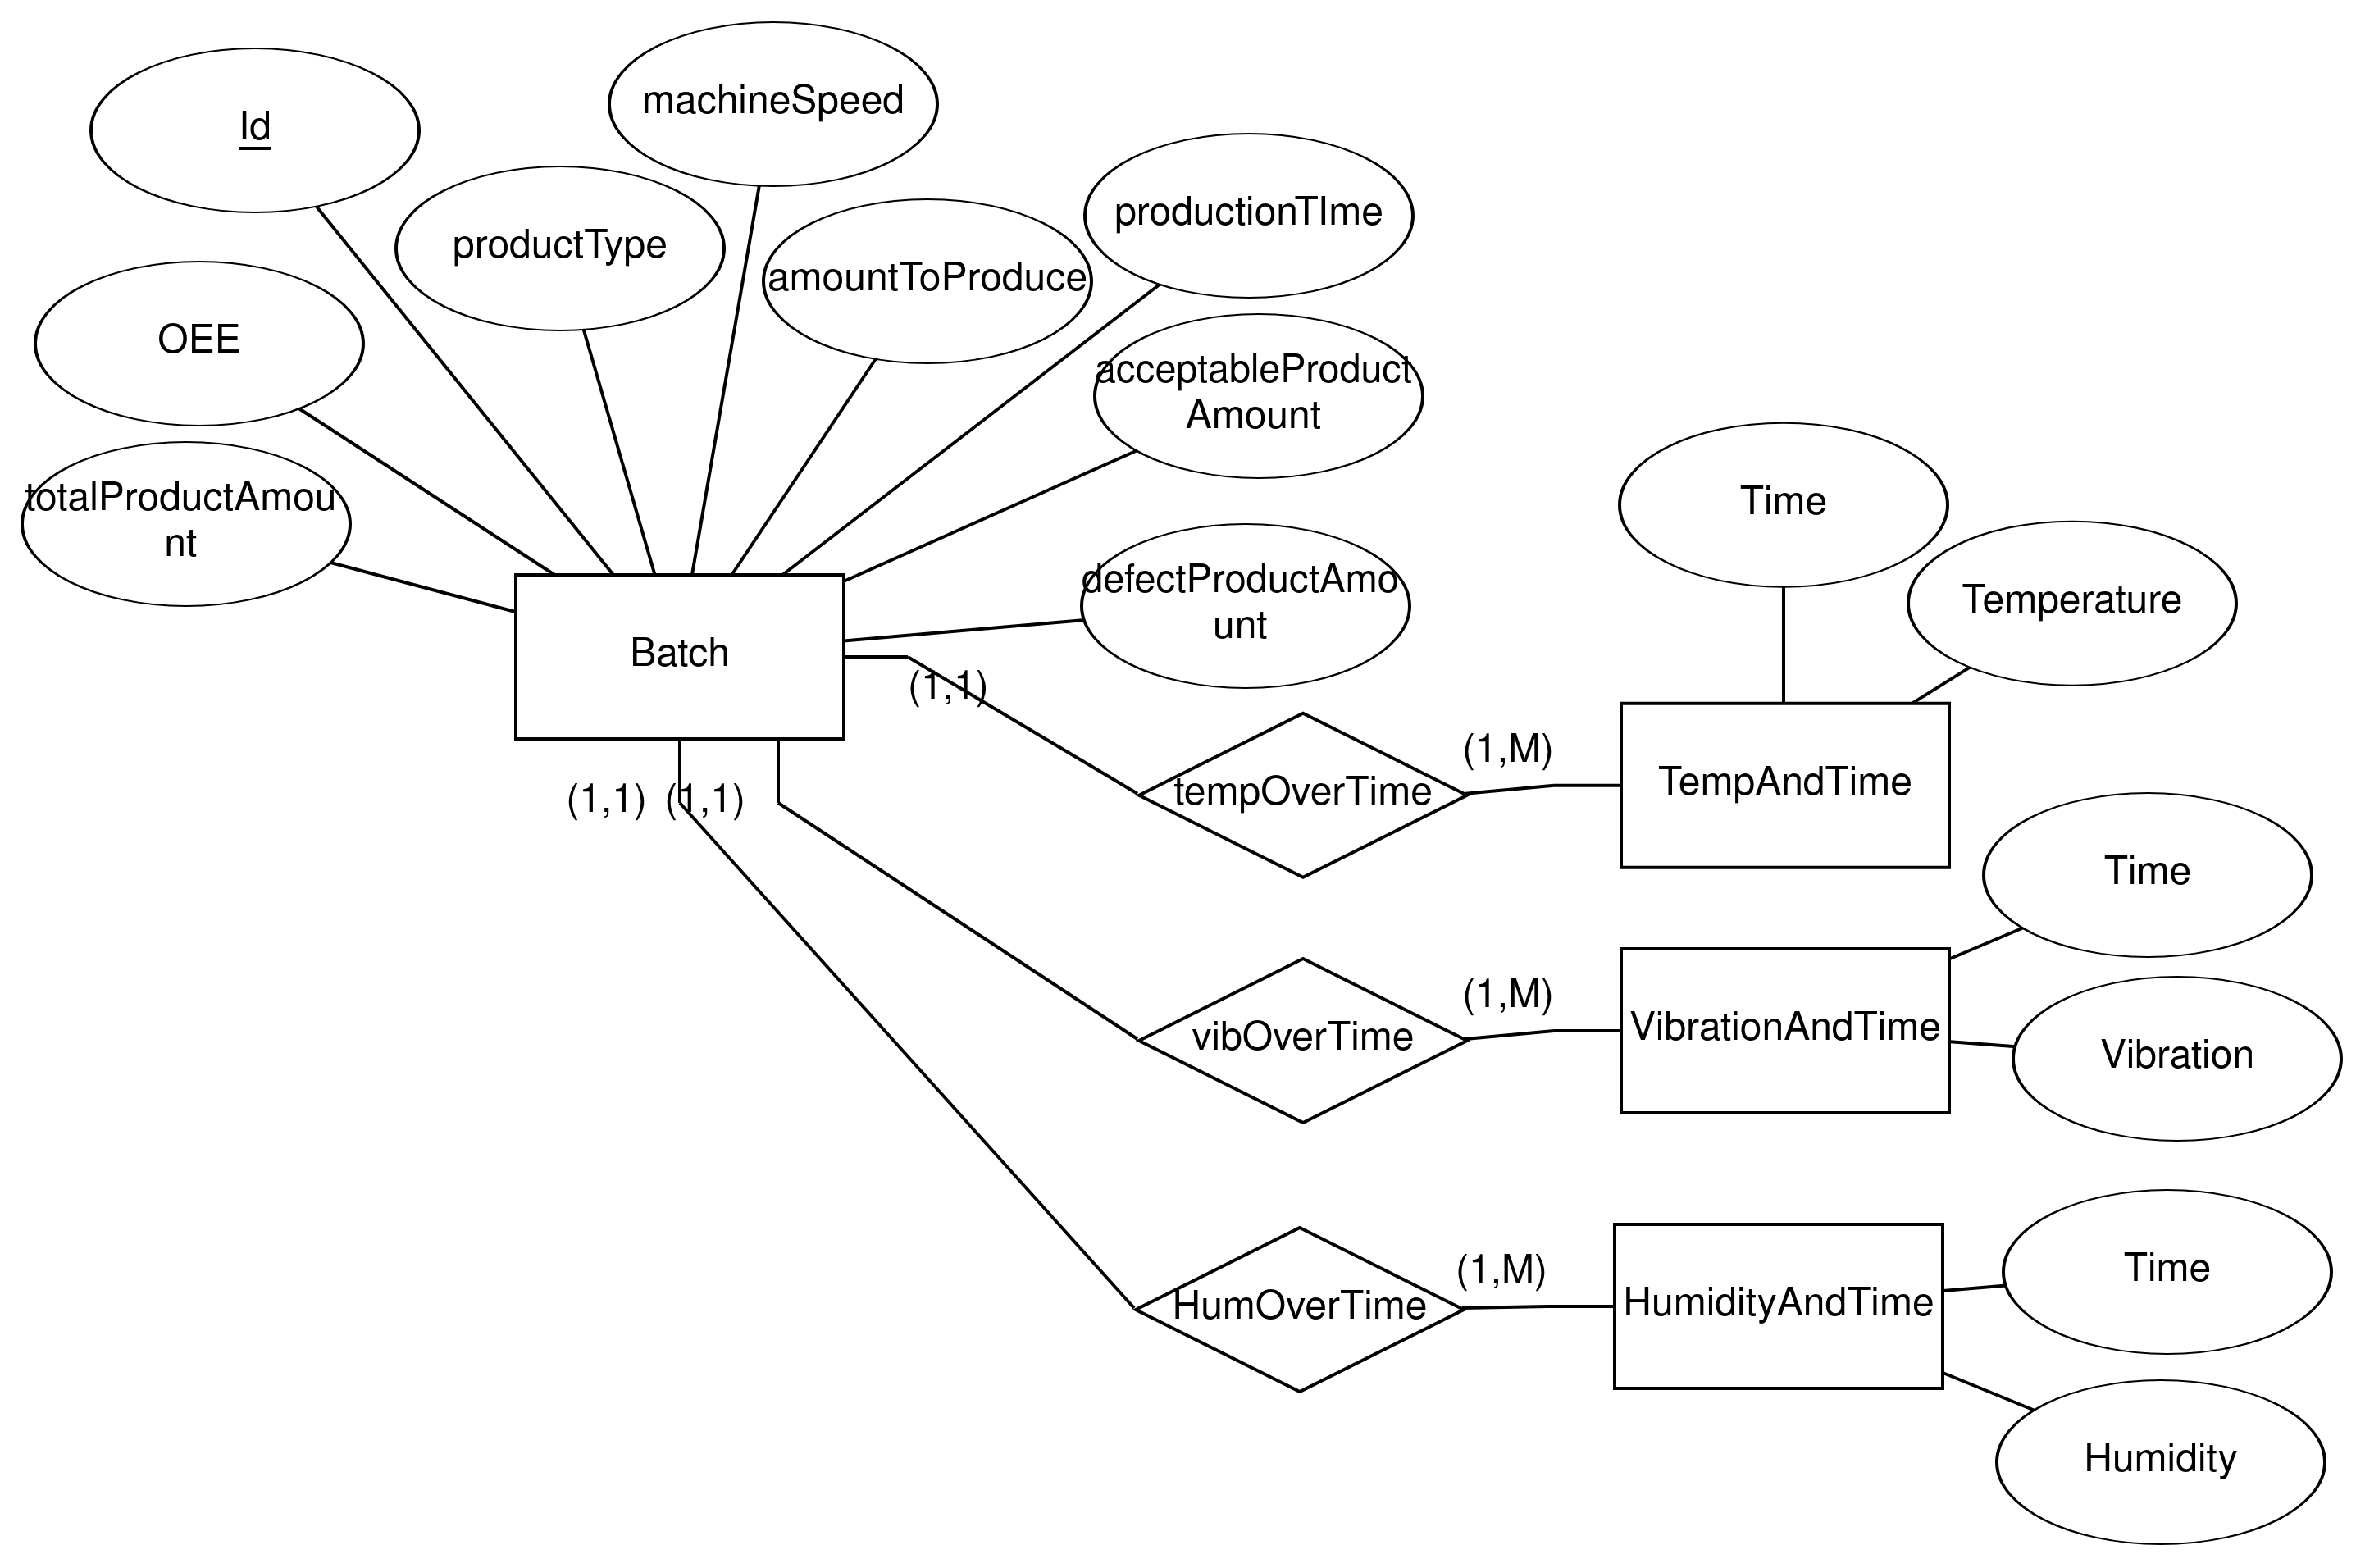 machineSpeed
Id
productionTIme
productType
amountToProduce
OEE
acceptableProduct
Amount
totalProductAmou
nt
Time
defectProductAmo
unt
Temperature
Batch
(1,1)
(1,M)
tempOverTime
TempAndTime
(1,1) (1,1)
Time
(1,M)
vibOverTime
VibrationAndTime
Vibration
(1,M)
Time
HumOverTime
HumidityAndTime
Humidity